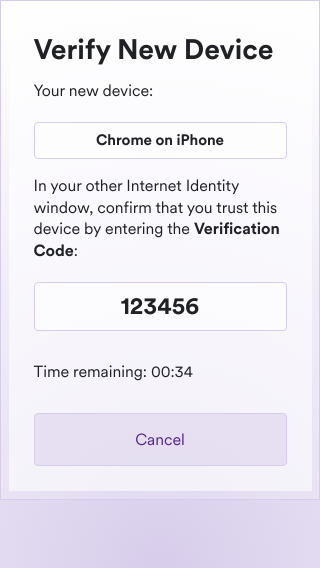 Verify New Device
Your new device:
Chrome on iPhone
In your other Internet Identity
window, confirm that you trust this
device by entering the Verification
Code:
123456
Time remaining: 00:34
Cancel